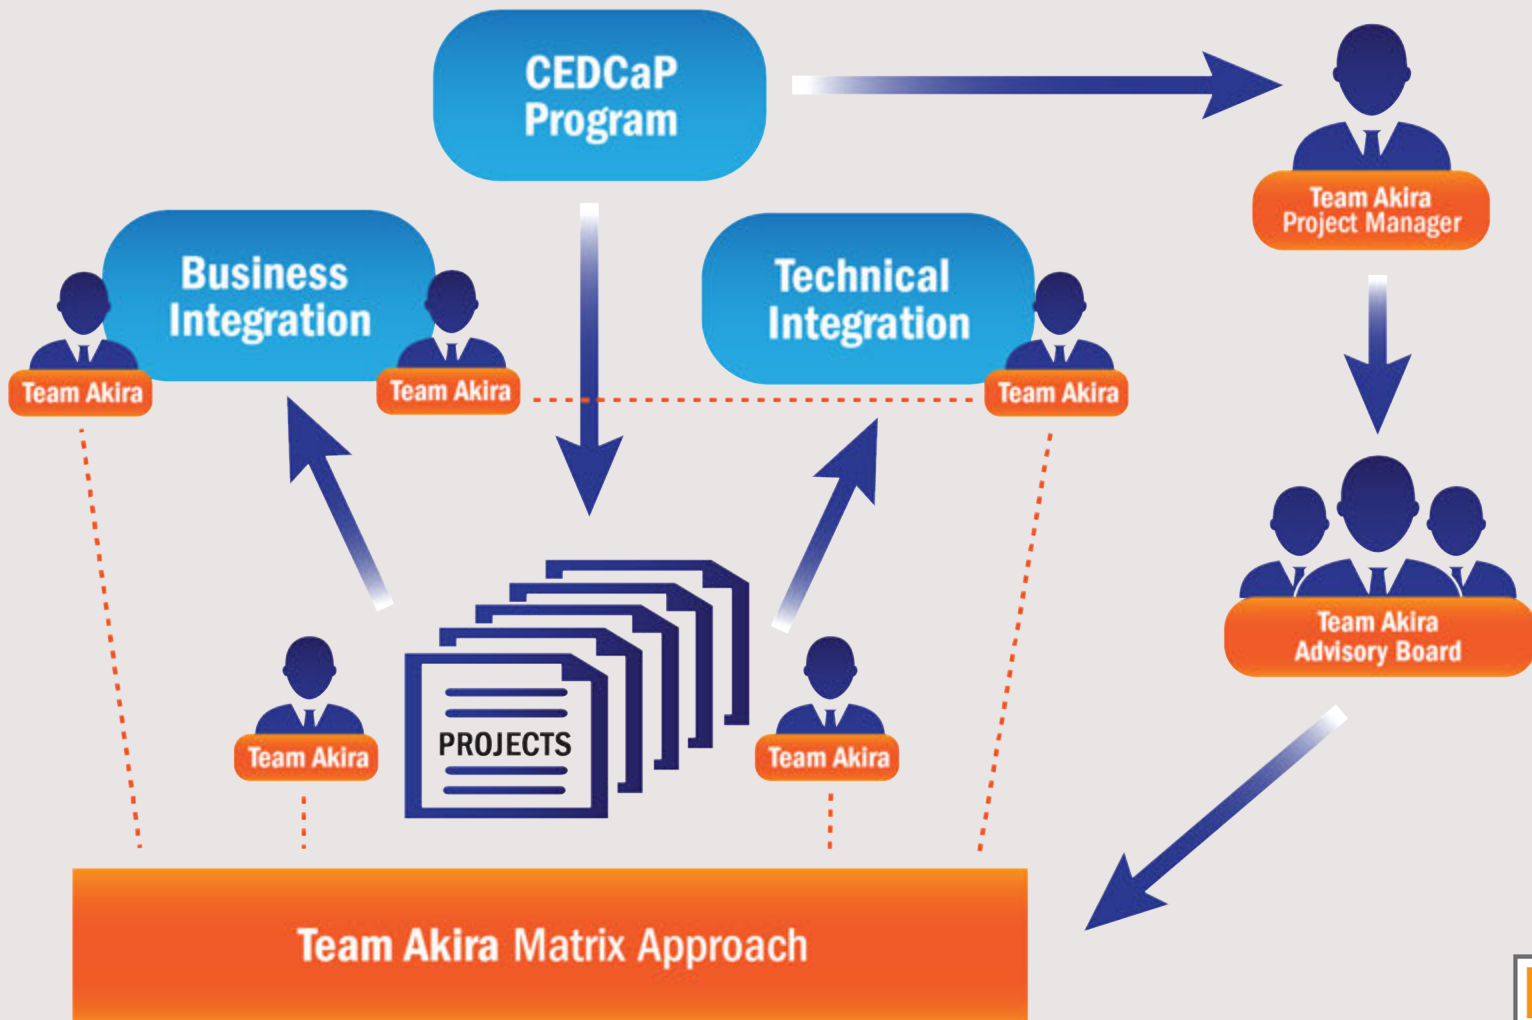 CEDCaP
Program
Team Akira
Project Manager
Business
Integration
Technical
Integration
Team Akira
Team Akira
Team Akira
Team Akira
Advisory Board
Team Akira
PROJECTS
Team Akira
Team Akira Matrix Approach